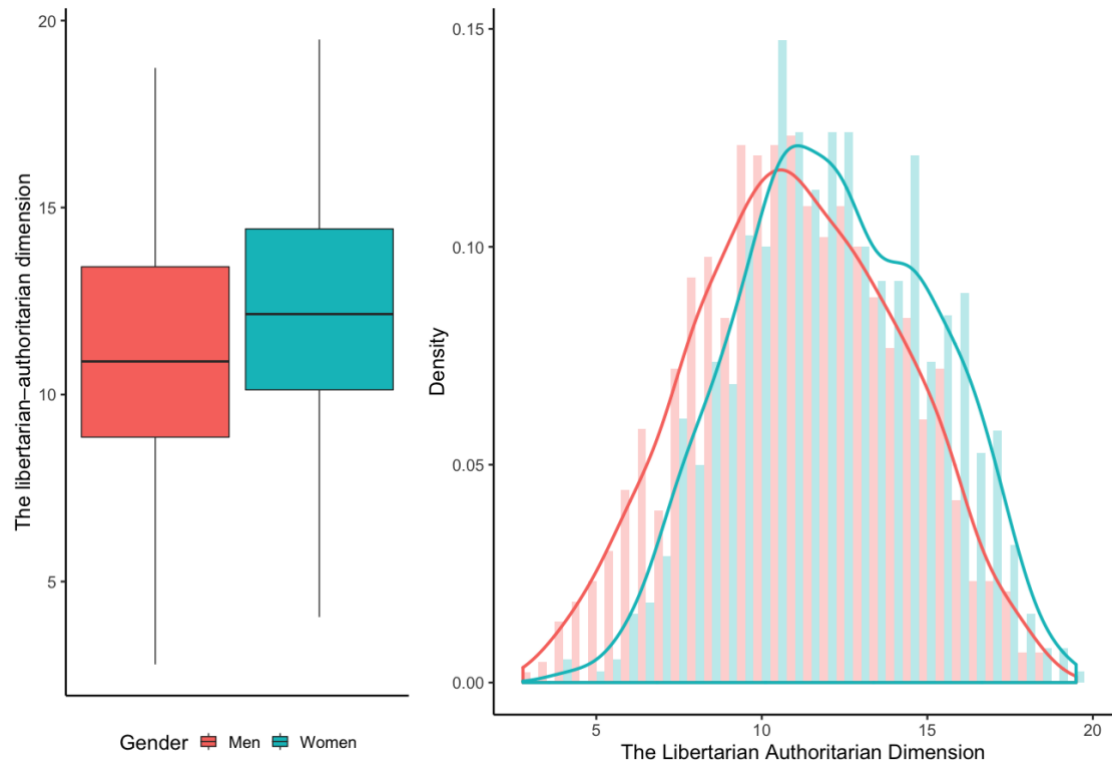 20
15
10
5
The libertarian–authoritarian dimension
Gender Men Women
0.15
0.10
0.05
0.00
Density
5 10 15 20
The Libertarian Authoritarian Dimension